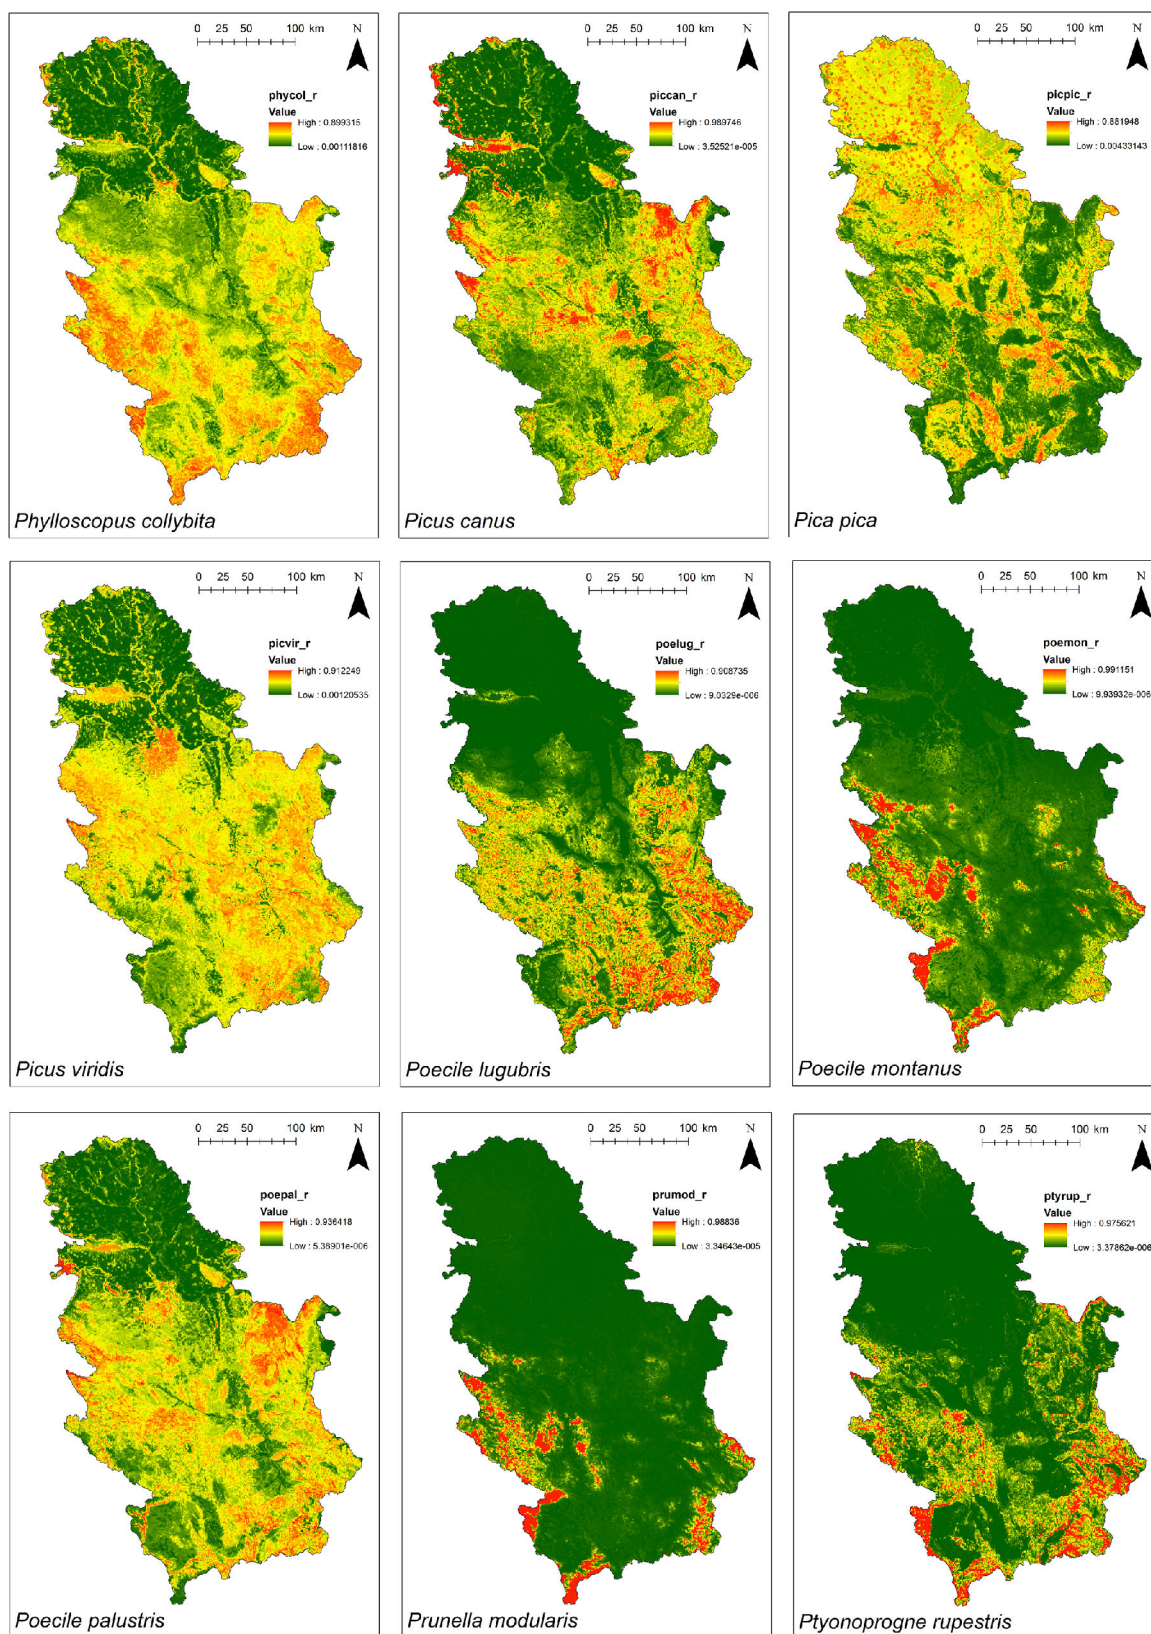 0 25 50 100 km N
phycol_r
Value
High : 0.899315
Low : 0.00111816
Phylloscopus collybita
0 25 50 100 km N
piccan_r
Value
High : 0.989746
Low : 3.52521e-005
Picus canus
0 25 50 100 km N
picpic_r
Value
High : 0.881948
Low : 0.00433143
Pica pica
0 25 50 100 km N
picvir_r
Value
High : 0.912249
Low : 0.00120535
Picus viridis
0 25 50 100 km N
poelug_r
Value
High : 0.908735
Low : 9.0329e-006
Poecile lugubris
0 25 50 100 km N
poemon_r
Value
High : 0.991151
Low : 9.93932e-006
Poecile montanus
0 25 50 100 km N
poepal_r
Value
High : 0.936418
Low : 5.36901e-006
Poecile palustris
0 25 50 100 km N
prumod_r
Value
High : 0.98836
Low : 3.34643e-005
Prunella modularis
0 25 50 100 km N
ptyrup_r
Value
High : 0.975621
Low : 3.37862e-006
Ptyonoprogne rupestris